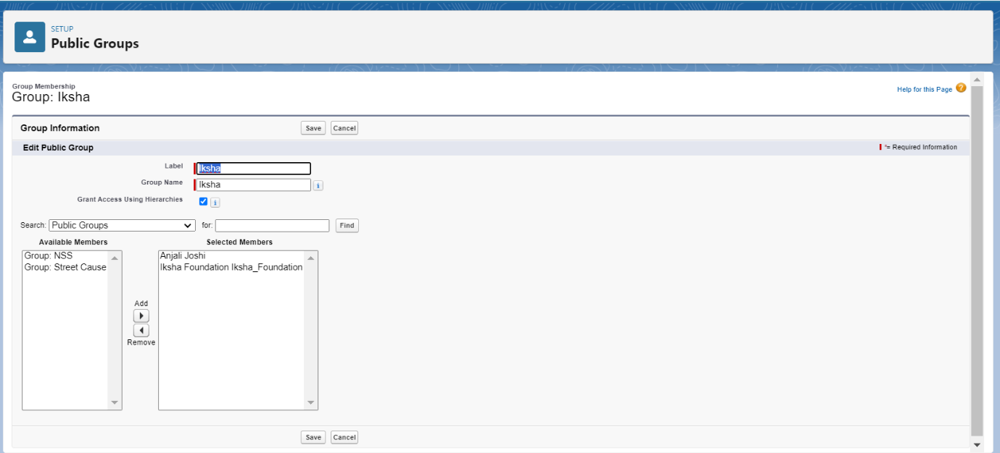 SETUP
Public Groups
Group Membership
Group: Iksha
Help for this Page ?
Group Information
Save Cancel
Edit Public Group
*= Required Information
Label Iksha
Group Name Iksha i
Grant Access Using Hierarchies i
Search: Public Groups for: Find
Available Members Selected Members
Group: NSS Anjali Joshi
Group: Street Cause Iksha Foundation Iksha_Foundation
Add
Remove
Save Cancel